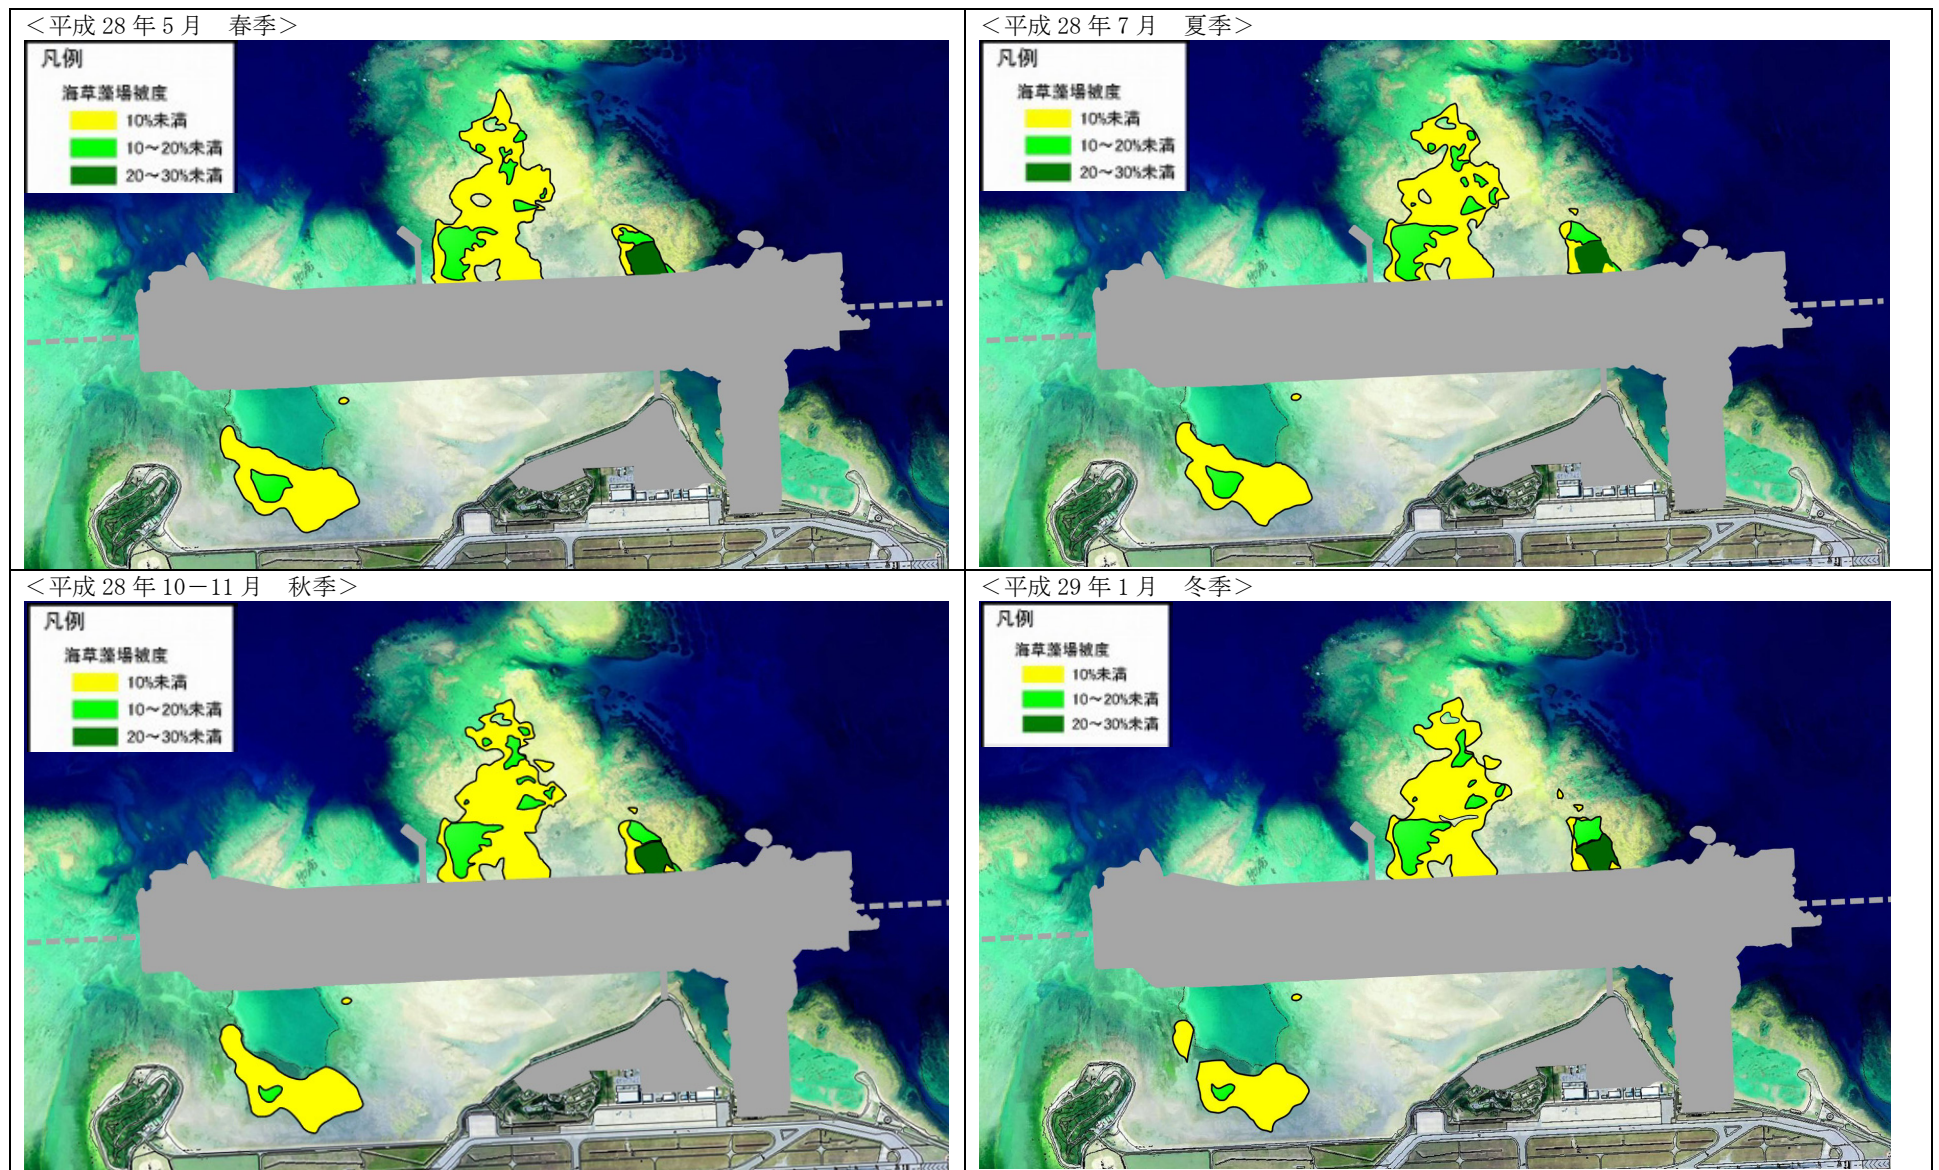 ＜平成 28 年 5 月　春季＞
凡例
海草藻場被度
10%未満
10～20%未満
20～30%未満
＜平成 28 年 7 月　夏季＞
凡例
海草藻場被度
10%未満
10～20%未満
20～30%未満
＜平成 28 年 10－11 月　秋季＞
凡例
海草藻場被度
10%未満
10～20%未満
20～30%未満
＜平成 29 年 1 月　冬季＞
凡例
海草藻場被度
10%未満
10～20%未満
20～30%未満